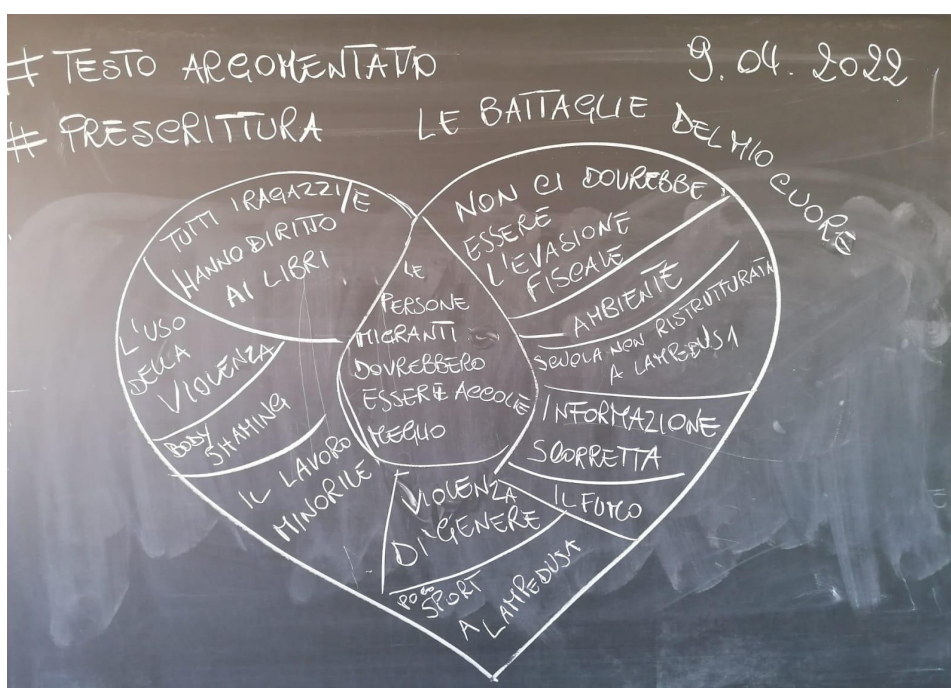 # TESTO ARGOMENTATO
9.04.2022
# PRESCRITTURA
LE BATTAGLIE DEL MIO CUORE
TUTTI I RAGAZZI/E
HANNO DIRITTO
AI LIBRI
L'USO
DELLA
VIOLENZA
BODY
SHAMING
IL LAVORO
MINORILE
LE
PERSONE
MIGRANTI
DOVREBBERO
ESSERE ACCOLTE
MEGLIO
NON CI DOVREBBE
ESSERE
L'EVASIONE
FISCALE
AMBIENTE
SCUOLA NON RISTRUTTURATA
A LAMPEDUSA
INFORMAZIONE
SCORRETTA
IL FUMO
VIOLENZA
DI GENERE
POCO
SPORT
A LAMPEDUSA